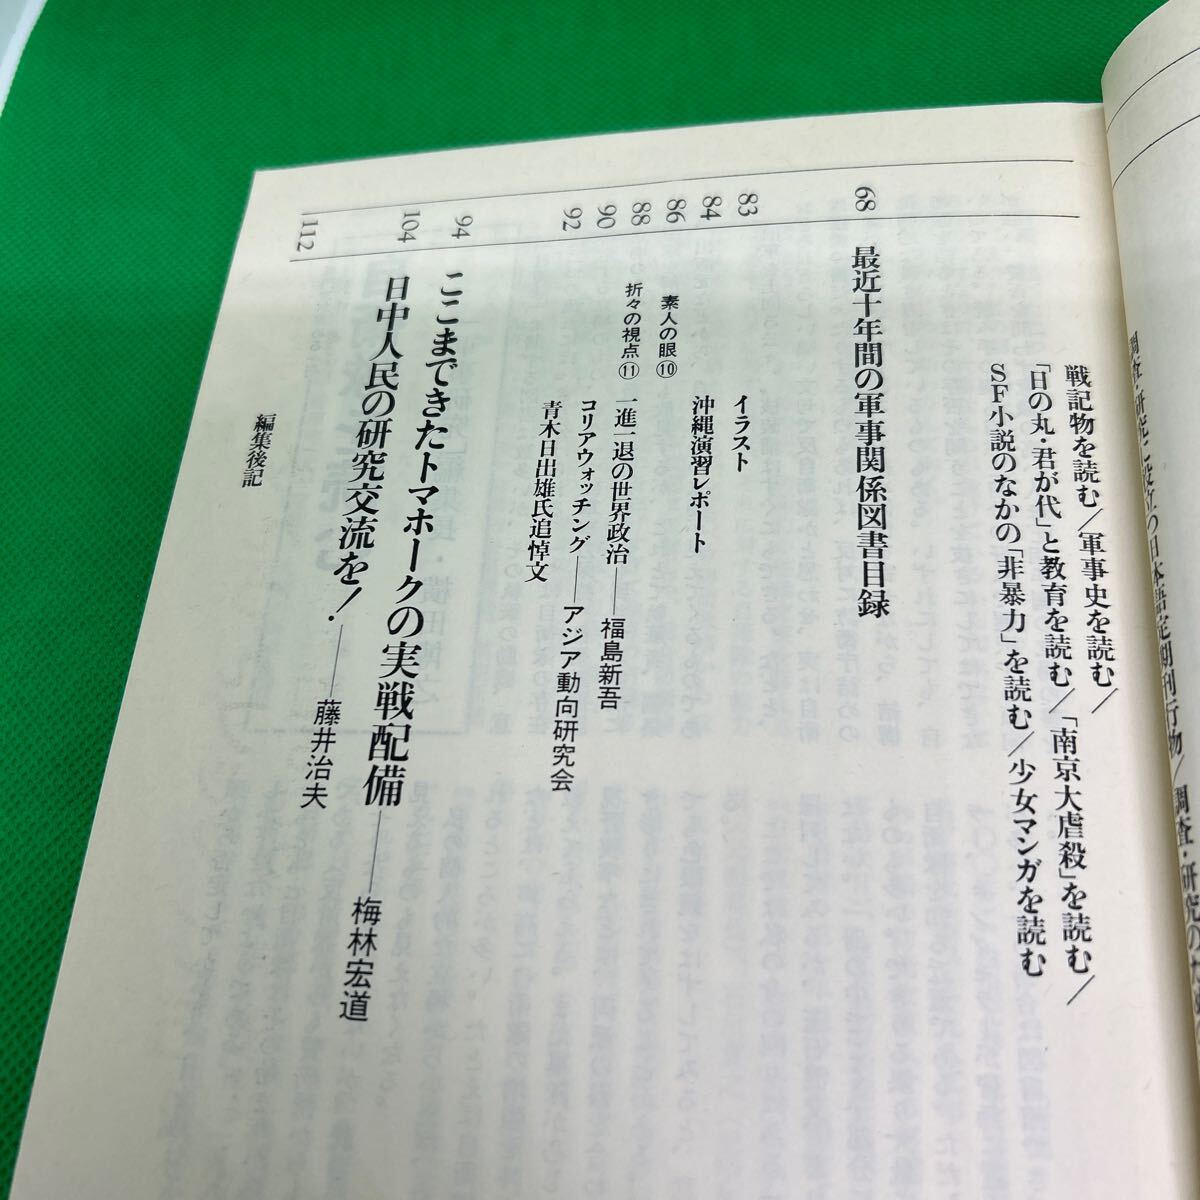 調査・研究に役立つ日本語定期刊行物/調査・研究のため
戦記物を読む/軍事史を読む/
「日の丸・君が代」と教育を読む/「南京大虐殺」を読む/
SF小説のなかの「非暴力」を読む/少女マンガを読む
68 最近十年間の軍事関係図書目録
83 イラスト
84 沖縄演習レポート
86 素人の眼⑩
88 折々の視点⑪ 一進一退の世界政治——福島新吾
90 コリアウォッチング——アジア動向研究会
92 青木日出雄氏追悼文
94 ここまできたトマホークの実戦配備——梅林宏道
104 日中人民の研究交流を!——藤井治夫
112 編集後記